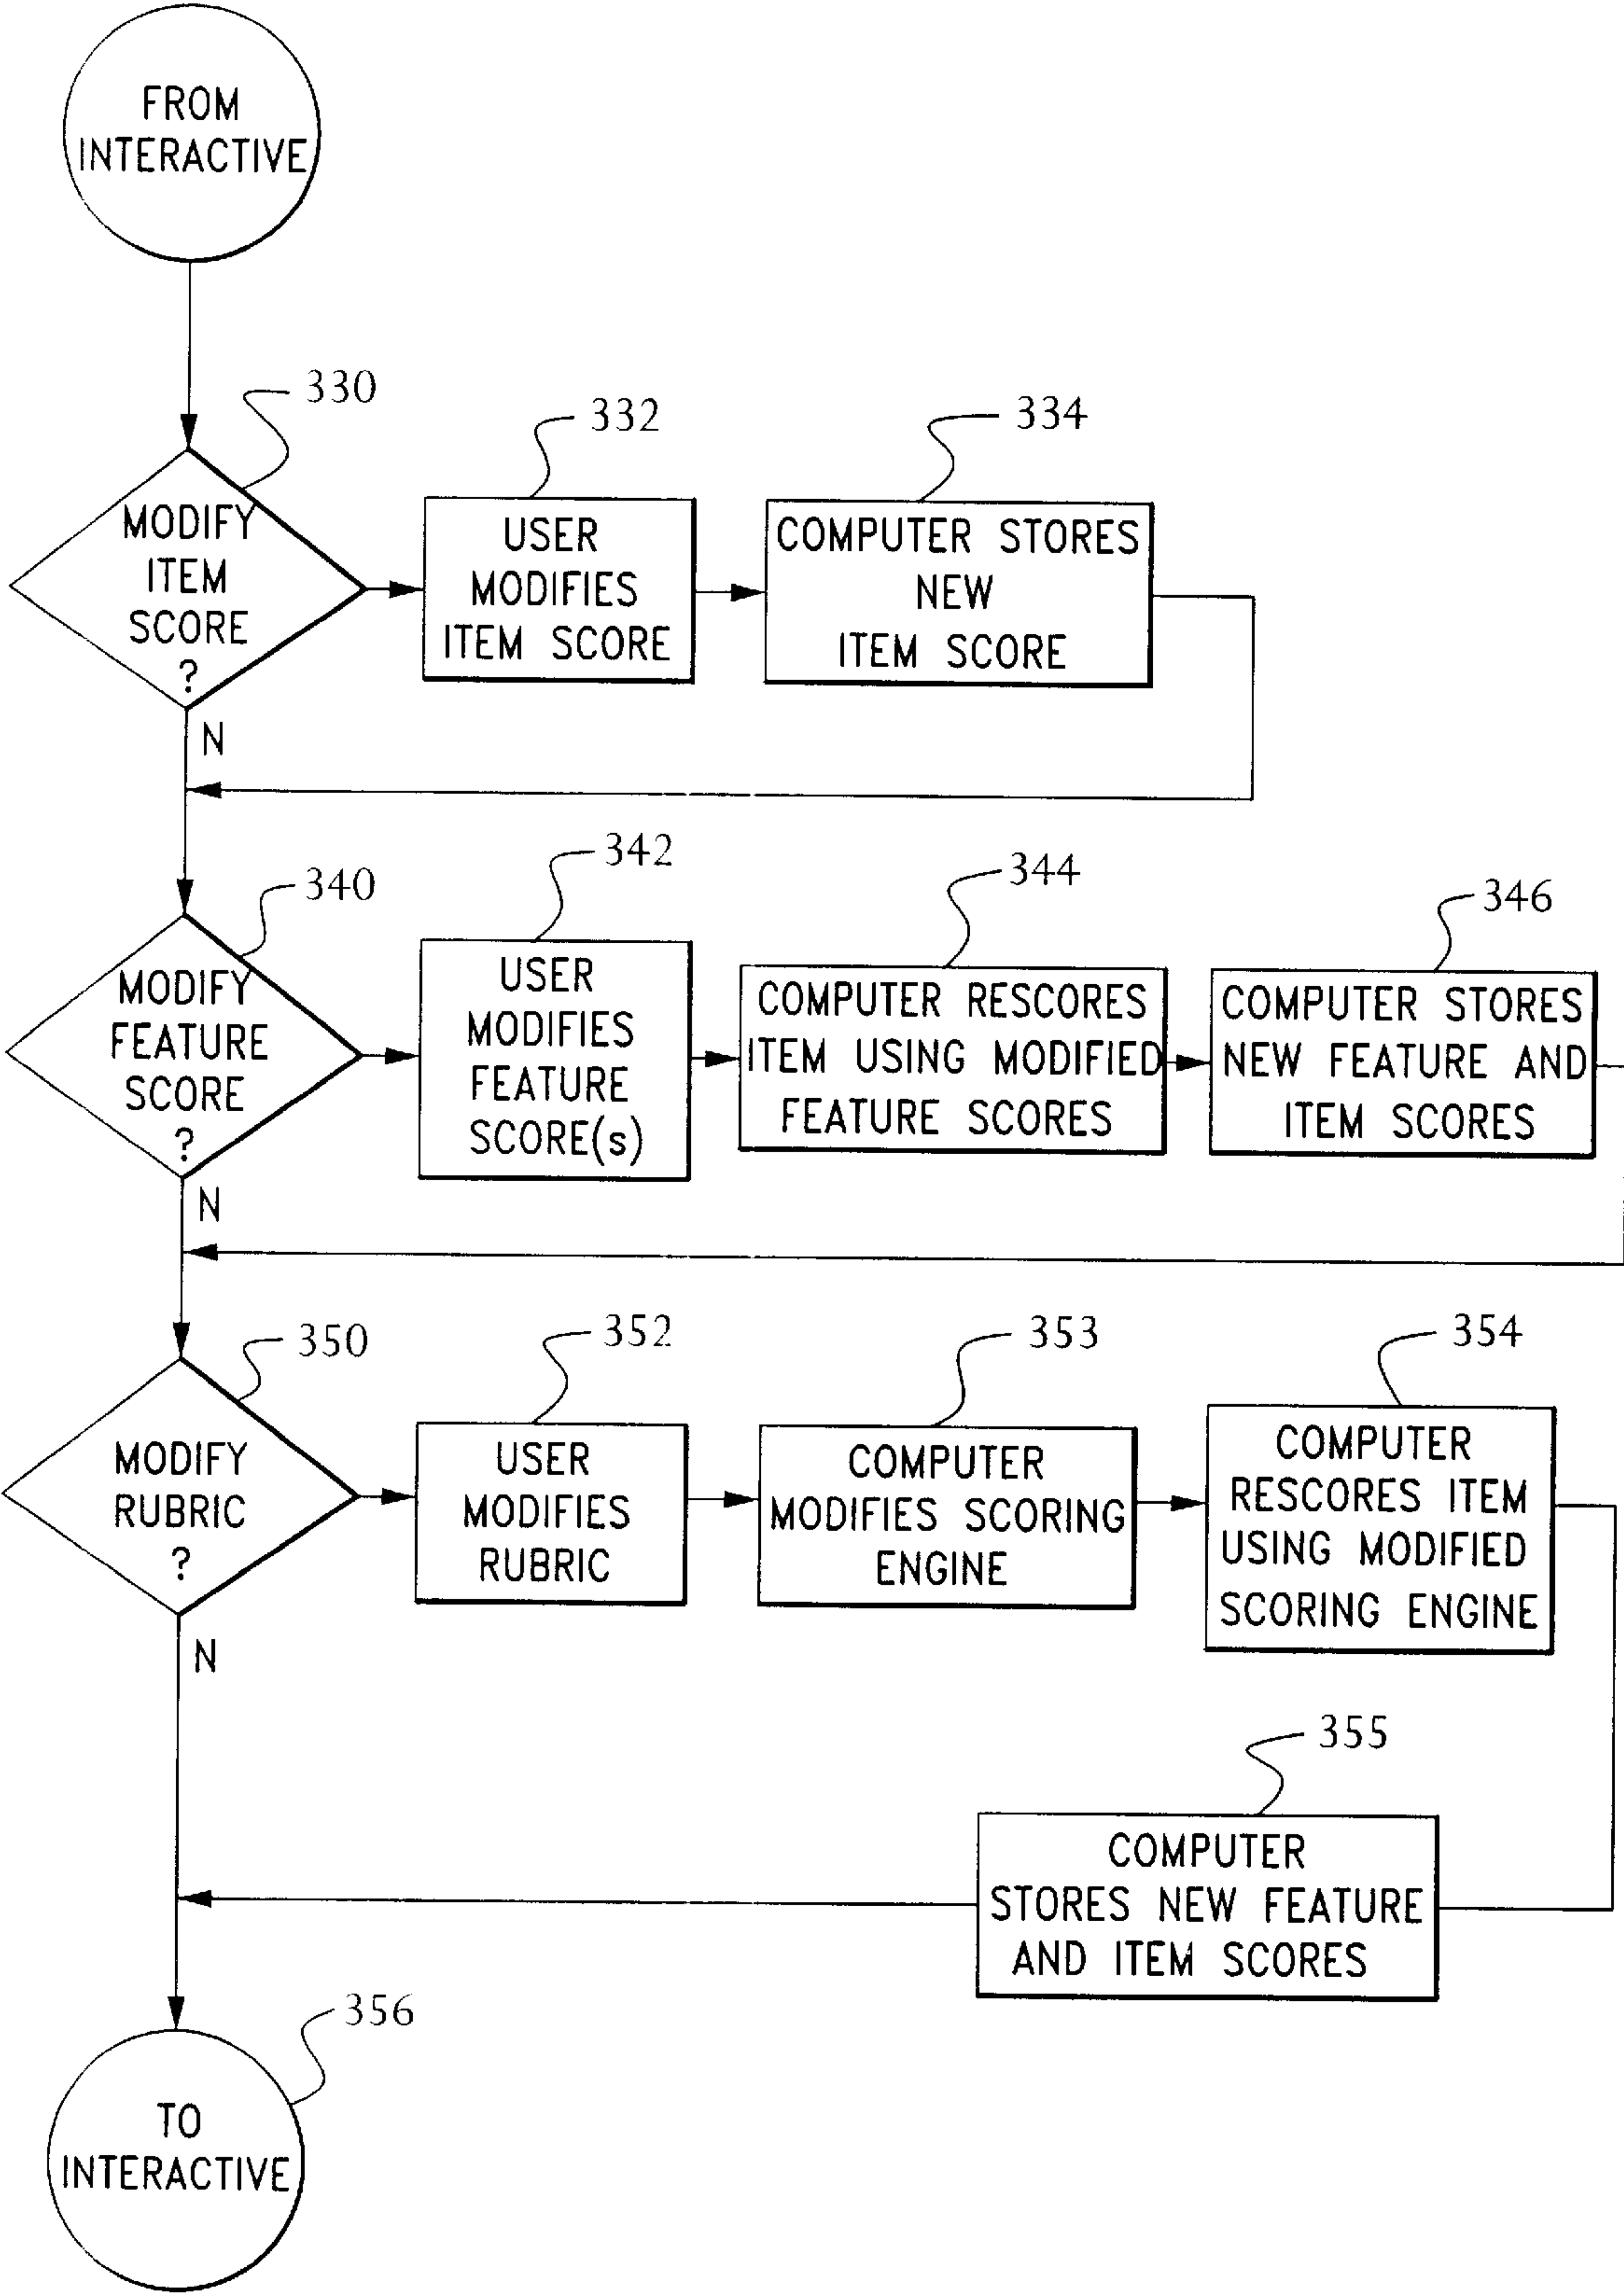 FROM
INTERACTIVE
330
MODIFY
ITEM
SCORE
?
N
332
USER
MODIFIES
ITEM SCORE
334
COMPUTER STORES
NEW
ITEM SCORE
340
MODIFY
FEATURE
SCORE
?
N
342
USER
MODIFIES
FEATURE
SCORE(s)
344
COMPUTER RESCORES
ITEM USING MODIFIED
FEATURE SCORES
346
COMPUTER STORES
NEW FEATURE AND
ITEM SCORES
350
MODIFY
RUBRIC
?
N
352
USER
MODIFIES
RUBRIC
353
COMPUTER
MODIFIES SCORING
ENGINE
354
COMPUTER
RESCORES ITEM
USING MODIFIED
SCORING ENGINE
355
COMPUTER
STORES NEW FEATURE
AND ITEM SCORES
356
TO
INTERACTIVE